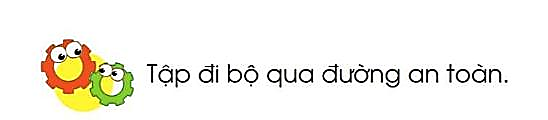 Tập đi bộ qua đường an toàn.